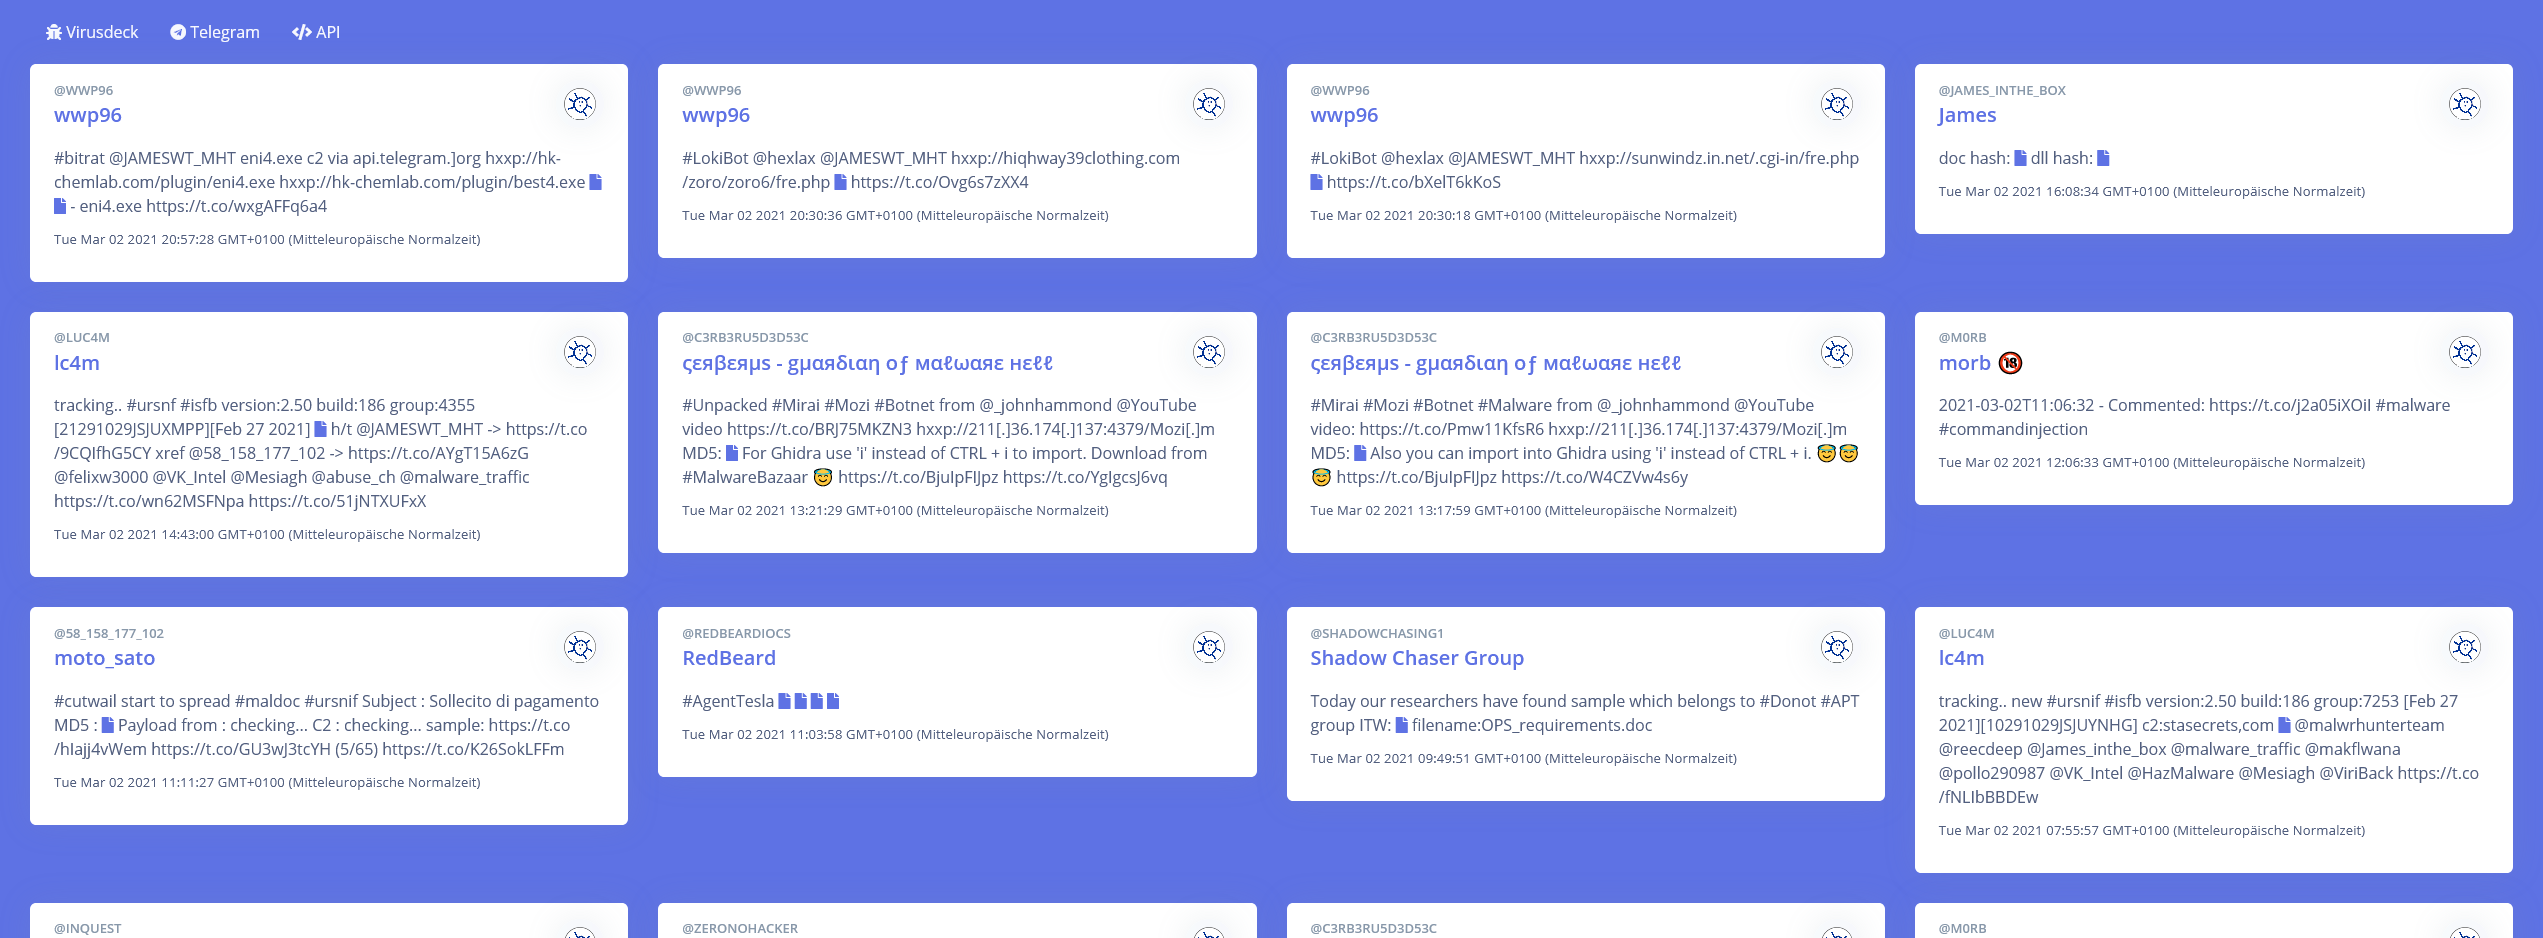 Virusdeck Telegram API
@WWP96
wwp96
#bitrat @JAMESWT_MHT eni4.exe c2 via api.telegram.]org hxxp://hk-
chemlab.com/plugin/eni4.exe hxxp://hk-chemlab.com/plugin/best4.exe
- eni4.exe https://t.co/wxgAFFq6a4
Tue Mar 02 2021 20:57:28 GMT+0100 (Mitteleuropäische Normalzeit)
@WWP96
wwp96
#LokiBot @hexlax @JAMESWT_MHT hxxp://hiqhway39clothing.com
/zoro/zoro6/fre.php https://t.co/Ovg6s7zXX4
Tue Mar 02 2021 20:30:36 GMT+0100 (Mitteleuropäische Normalzeit)
@WWP96
wwp96
#LokiBot @hexlax @JAMESWT_MHT hxxp://sunwindz.in.net/.cgi-in/fre.php
https://t.co/bXelT6kKoS
Tue Mar 02 2021 20:30:18 GMT+0100 (Mitteleuropäische Normalzeit)
@JAMES_INTHE_BOX
James
doc hash: dll hash:
Tue Mar 02 2021 16:08:34 GMT+0100 (Mitteleuropäische Normalzeit)
@LUC4M
lc4m
tracking.. #ursnf #isfb version:2.50 build:186 group:4355
[21291029JSJUXMPP][Feb 27 2021] h/t @JAMESWT_MHT -> https://t.co
/9CQIfhG5CY xref @58_158_177_102 -> https://t.co/AYgT15A6zG
@felixw3000 @VK_Intel @Mesiagh @abuse_ch @malware_traffic
https://t.co/wn62MSFNpa https://t.co/51jNTXUFxX
Tue Mar 02 2021 14:43:00 GMT+0100 (Mitteleuropäische Normalzeit)
@C3RB3RU5D3D53C
ςεяβεяμs - gμαяδιαη οƒ мαℓωαяε нεℓℓ
#Unpacked #Mirai #Mozi #Botnet from @_johnhammond @YouTube
video https://t.co/BRJ75MKZN3 hxxp://211[.]36.174[.]137:4379/Mozi[.]m
MD5: For Ghidra use 'i' instead of CTRL + i to import. Download from
#MalwareBazaar 😇 https://t.co/BjuIpFIJpz https://t.co/YgIgcsJ6vq
Tue Mar 02 2021 13:21:29 GMT+0100 (Mitteleuropäische Normalzeit)
@C3RB3RU5D3D53C
ςεяβεяμs - gμαяδιαη οƒ мαℓωαяε нεℓℓ
#Mirai #Mozi #Botnet #Malware from @_johnhammond @YouTube
video: https://t.co/Pmw11KfsR6 hxxp://211[.]36.174[.]137:4379/Mozi[.]m
MD5: Also you can import into Ghidra using 'i' instead of CTRL + i. 😇😇
😇 https://t.co/BjuIpFIJpz https://t.co/W4CZVw4s6y
Tue Mar 02 2021 13:17:59 GMT+0100 (Mitteleuropäische Normalzeit)
@M0RB
morb 🔞
2021-03-02T11:06:32 - Commented: https://t.co/j2a05iXOiI #malware
#commandinjection
Tue Mar 02 2021 12:06:33 GMT+0100 (Mitteleuropäische Normalzeit)
@58_158_177_102
moto_sato
#cutwail start to spread #maldoc #ursnif Subject : Sollecito di pagamento
MD5 : Payload from : checking... C2 : checking... sample: https://t.co
/hIajj4vWem https://t.co/GU3wJ3tcYH (5/65) https://t.co/K26SokLFFm
Tue Mar 02 2021 11:11:27 GMT+0100 (Mitteleuropäische Normalzeit)
@REDBEARDIOCS
RedBeard
#AgentTesla
Tue Mar 02 2021 11:03:58 GMT+0100 (Mitteleuropäische Normalzeit)
@SHADOWCHASING1
Shadow Chaser Group
Today our researchers have found sample which belongs to #Donot #APT
group ITW: filename:OPS_requirements.doc
Tue Mar 02 2021 09:49:51 GMT+0100 (Mitteleuropäische Normalzeit)
@LUC4M
lc4m
tracking.. new #ursnif #isfb version:2.50 build:186 group:7253 [Feb 27
2021][10291029JSJUYNHG] c2:stasecrets,com @malwrhunterteam
@reecdeep @James_inthe_box @malware_traffic @makflwana
@pollo290987 @VK_Intel @HazMalware @Mesiagh @ViriBack https://t.co
/fNLIbBBDEw
Tue Mar 02 2021 07:55:57 GMT+0100 (Mitteleuropäische Normalzeit)
@INQUEST
@ZERONOHACKER
@C3RB3RU5D3D53C
@M0RB